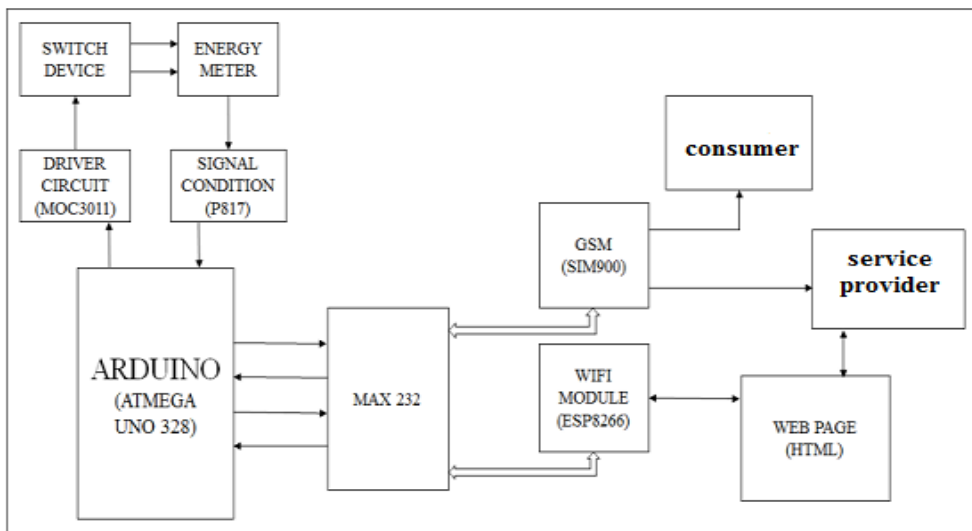 SWITCH
DEVICE
ENERGY
METER
DRIVER
CIRCUIT
(MOC3011)
SIGNAL
CONDITION
(P817)
consumer
GSM
(SIM900)
service
provider
ARDUINO
(ATMEGA
UNO 328)
MAX 232
WIFI
MODULE
(ESP8266)
WEB PAGE
(HTML)